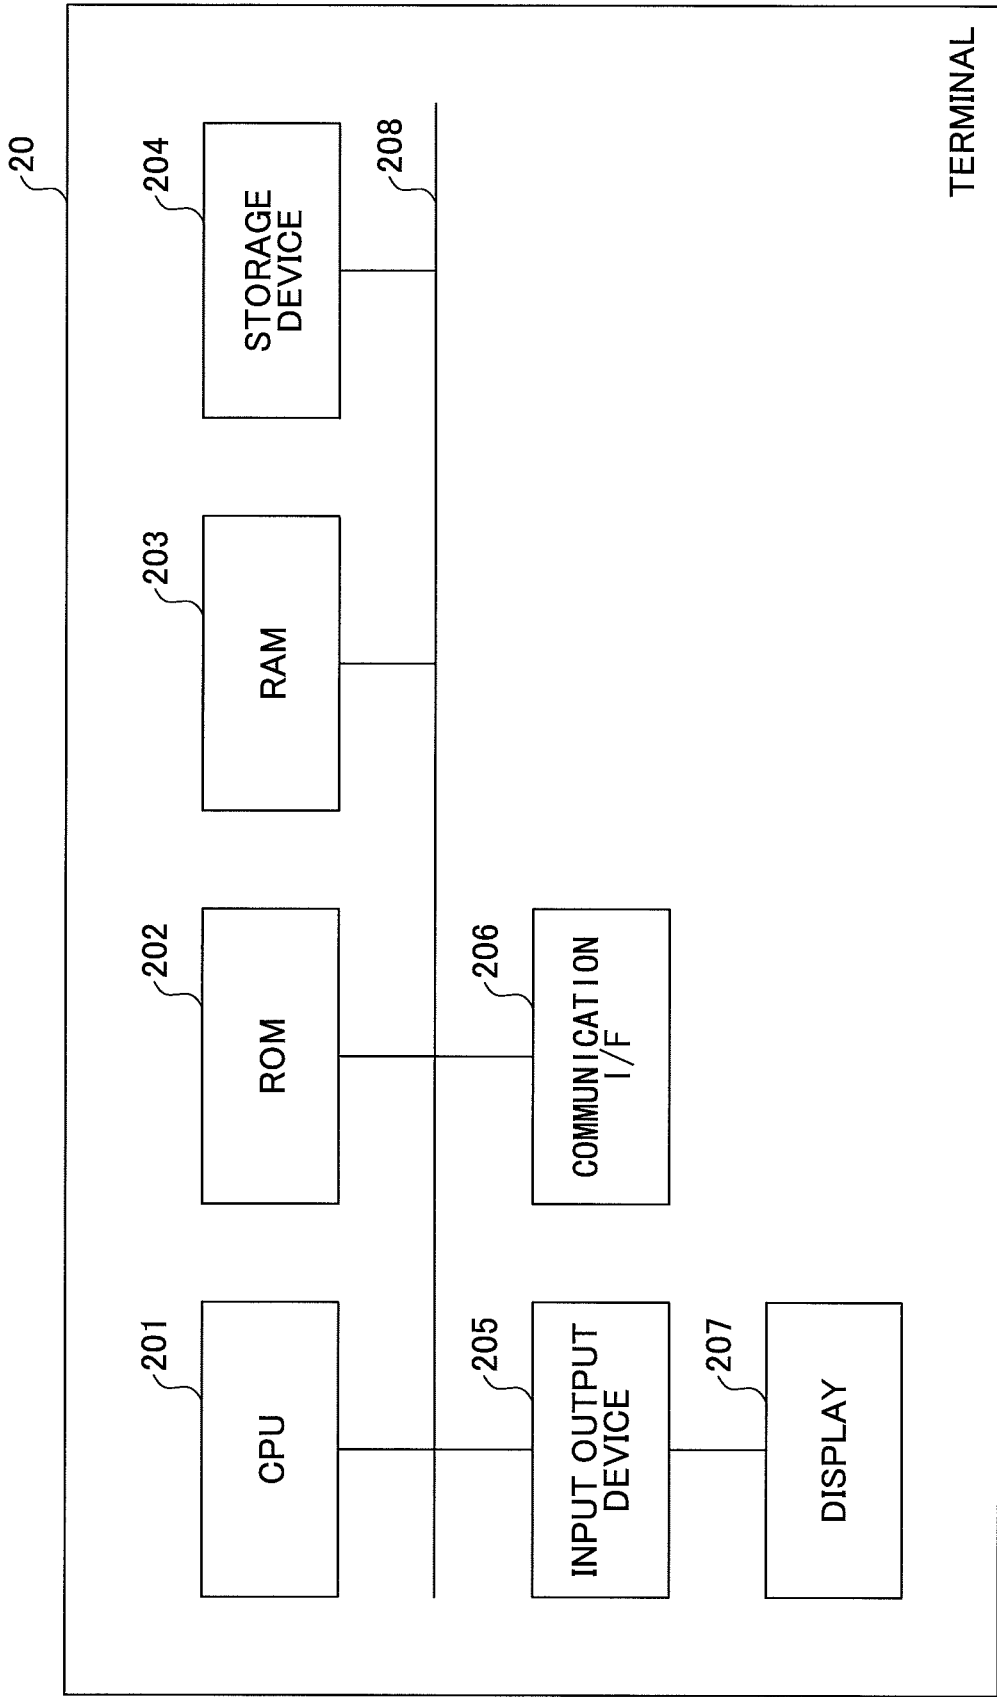 20
201
CPU
202
ROM
203
RAM
204
STORAGE
DEVICE
208
205
INPUT OUTPUT
DEVICE
206
COMMUNICATION
I/F
207
DISPLAY
TERMINAL